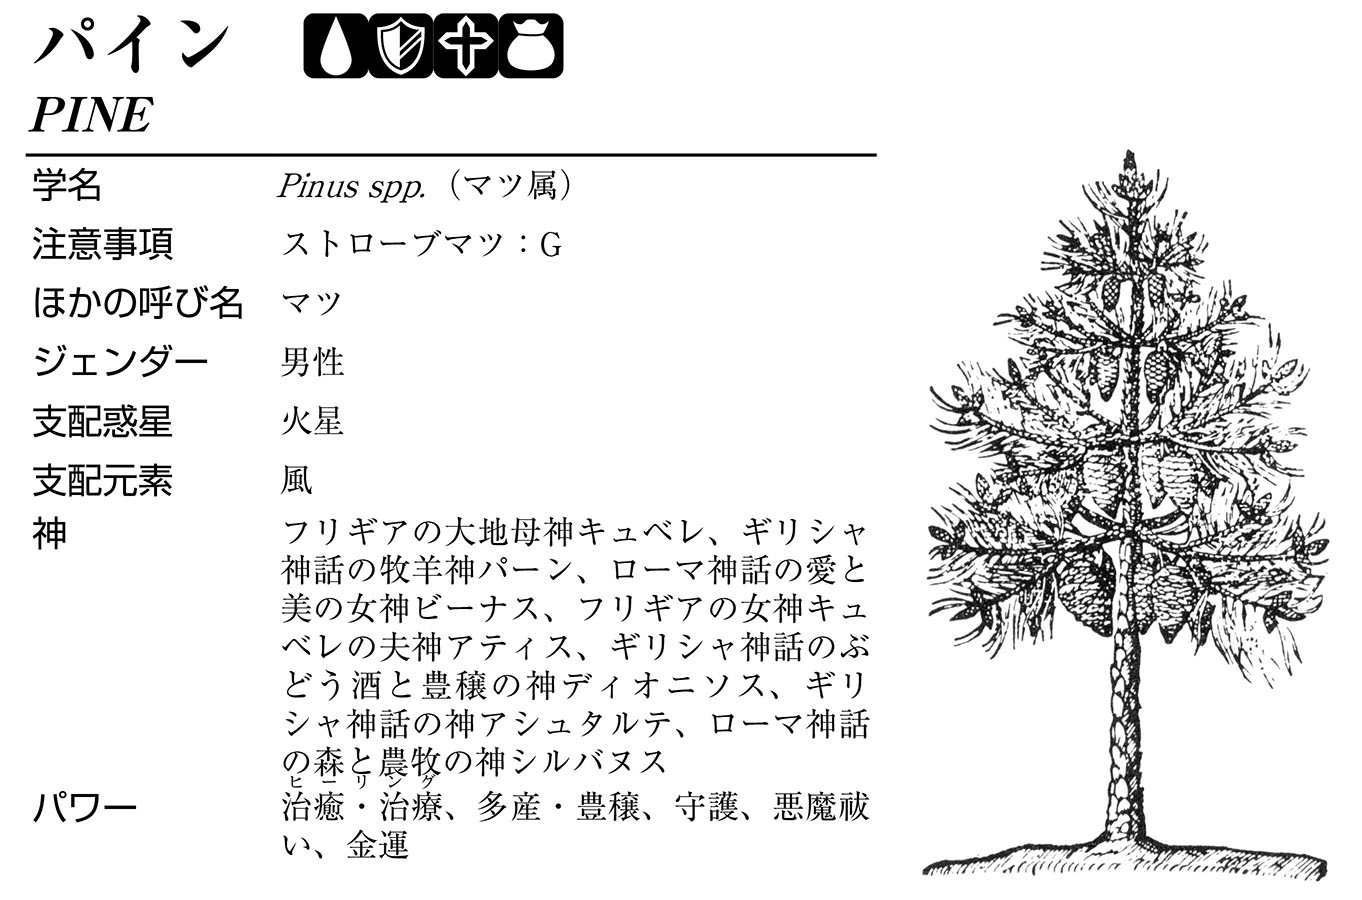 パイン
PINE
学名 Pinus spp.（マツ属）
注意事項 ストローブマツ：G
ほかの呼び名 マツ
ジェンダー 男性
支配惑星 火星
支配元素 風
神 フリギアの大地母神キュベレ、ギリシャ
神話の牧羊神パーン、ローマ神話の愛と
美の女神ビーナス、フリギアの女神キュ
ベレの夫神アティス、ギリシャ神話のぶ
どう酒と豊穣の神ディオニソス、ギリ
シャ神話の神アシュタルテ、ローマ神話
の森と農牧の神シルバヌス
ヒーリング
パワー 治癒・治療、多産・豊穣、守護、悪魔祓
い、金運